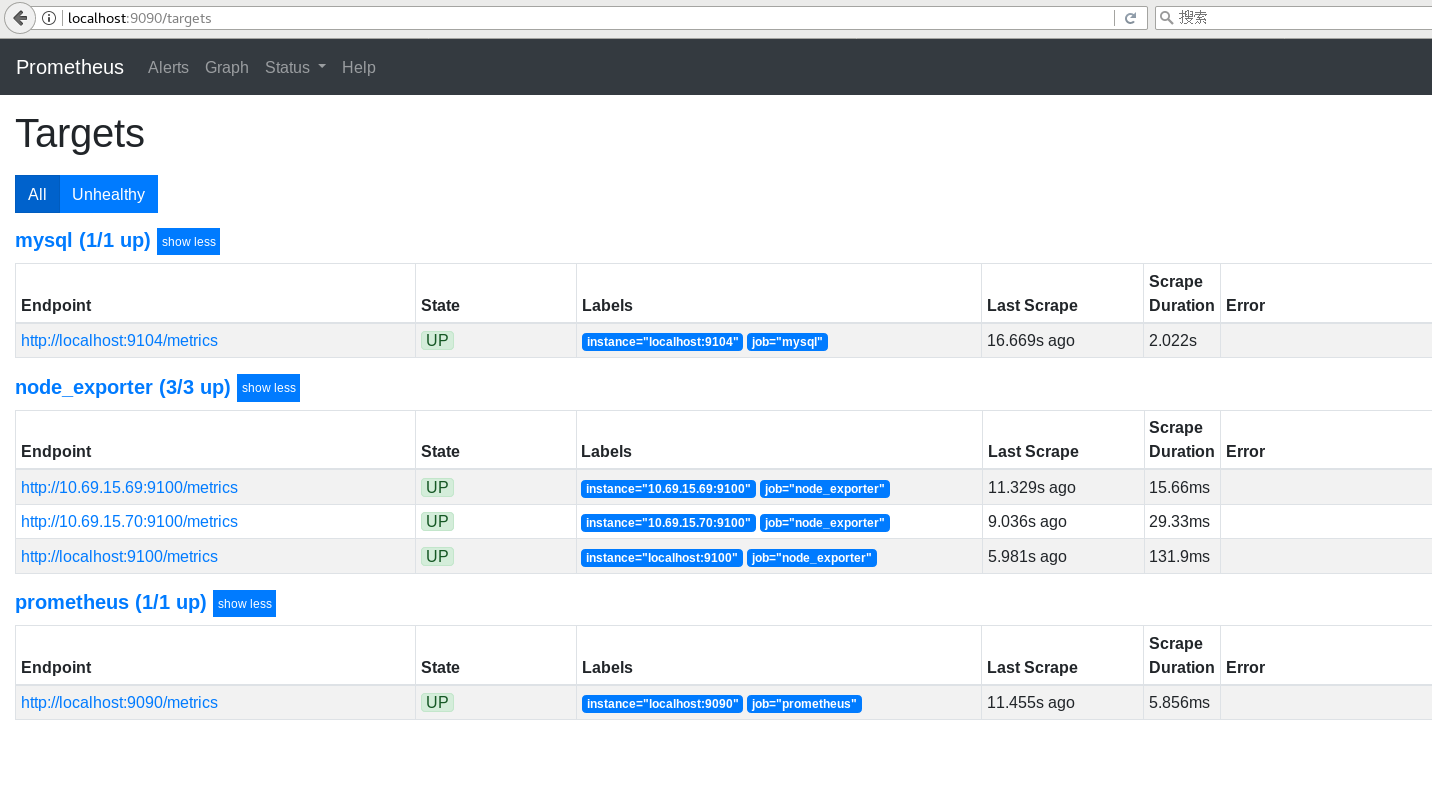 localhost:9090/targets 搜索
Prometheus Alerts Graph Status Help
Targets
All Unhealthy
mysql (1/1 up) show less
Endpoint State Labels Last Scrape Scrape Duration Error
http://localhost:9104/metrics UP instance="localhost:9104" job="mysql" 16.669s ago 2.022s
node_exporter (3/3 up) show less
Endpoint State Labels Last Scrape Scrape Duration Error
http://10.69.15.69:9100/metrics UP instance="10.69.15.69:9100" job="node_exporter" 11.329s ago 15.66ms
http://10.69.15.70:9100/metrics UP instance="10.69.15.70:9100" job="node_exporter" 9.036s ago 29.33ms
http://localhost:9100/metrics UP instance="localhost:9100" job="node_exporter" 5.981s ago 131.9ms
prometheus (1/1 up) show less
Endpoint State Labels Last Scrape Scrape Duration Error
http://localhost:9090/metrics UP instance="localhost:9090" job="prometheus" 11.455s ago 5.856ms